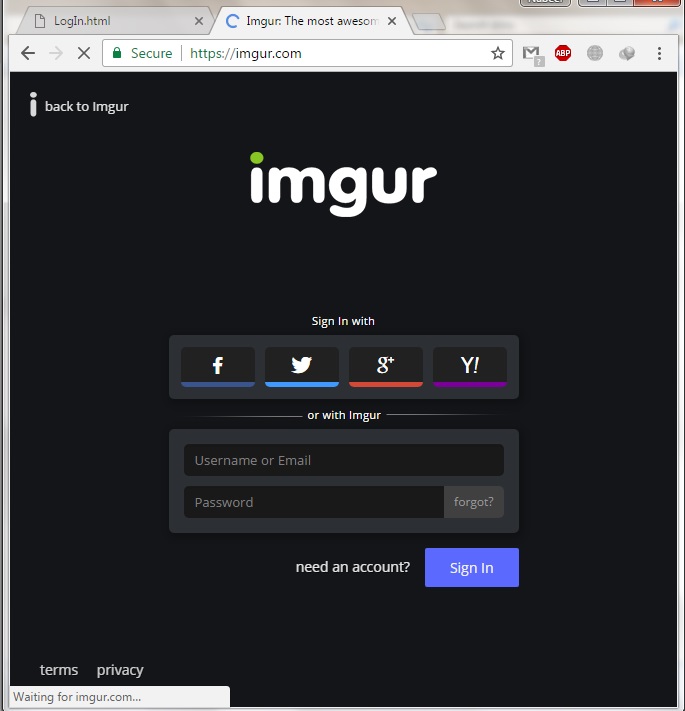 LogIn.html
Imgur: The most awesom
Secure
https://imgur.com
ABP
?
back to Imgur
imgur
Sign In with
f
g+
Y!
or with Imgur
Username or Email
Password
forgot?
need an account?
Sign In
terms
privacy
Waiting for imgur.com...